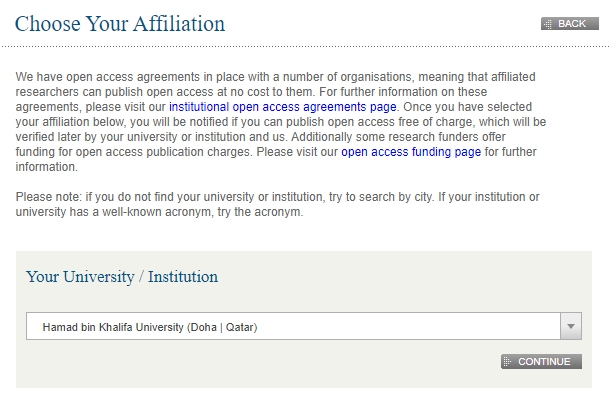 Choose Your Affiliation
BACK
We have open access agreements in place with a number of organisations, meaning that affiliated
researchers can publish open access at no cost to them. For further information on these
agreements, please visit our institutional open access agreements page. Once you have selected
your affiliation below, you will be notified if you can publish open access free of charge, which will be
verified later by your university or institution and us. Additionally some research funders offer
funding for open access publication charges. Please visit our open access funding page for further
information.
Please note: if you do not find your university or institution, try to search by city. If your institution or
university has a well-known acronym, try the acronym.
Your University / Institution
Hamad bin Khalifa University (Doha | Qatar)
CONTINUE